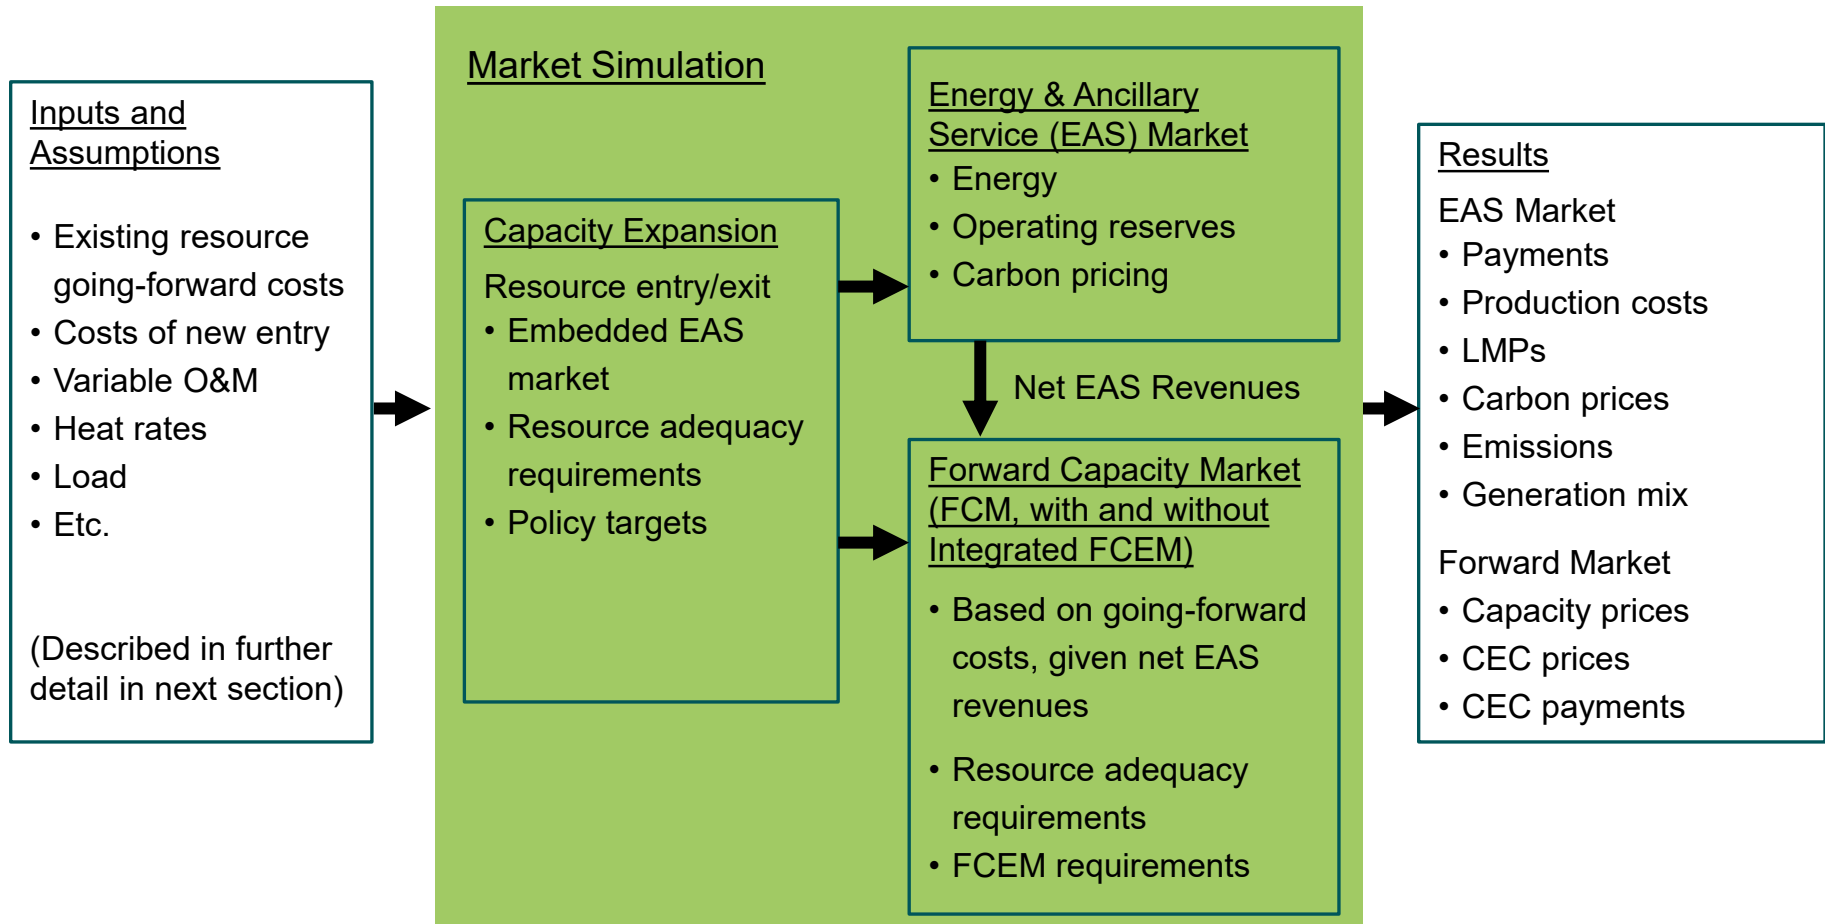 Inputs and
Assumptions
• Existing resource
going-forward costs
• Costs of new entry
• Variable O&M
• Heat rates
• Load
• Etc.
(Described in further
detail in next section)
Market Simulation
Capacity Expansion
Resource entry/exit
• Embedded EAS
market
• Resource adequacy
requirements
• Policy targets
Energy & Ancillary
Service (EAS) Market
• Energy
• Operating reserves
• Carbon pricing
Net EAS Revenues
Forward Capacity Market
(FCM, with and without
Integrated FCEM)
• Based on going-forward
costs, given net EAS
revenues
• Resource adequacy
requirements
• FCEM requirements
Results
EAS Market
• Payments
• Production costs
• LMPs
• Carbon prices
• Emissions
• Generation mix
Forward Market
• Capacity prices
• CEC prices
• CEC payments